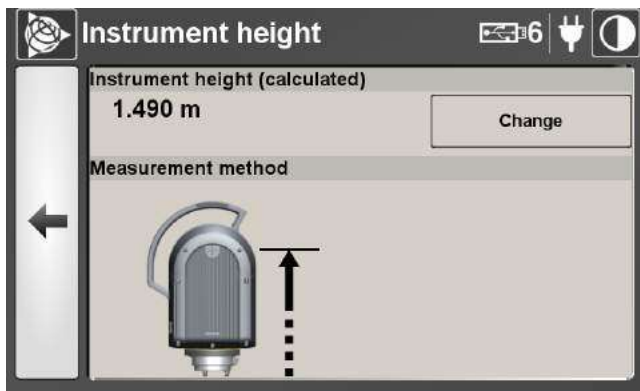 Instrument height
6
Instrument height (calculated)
1.490 m
Change
Measurement method